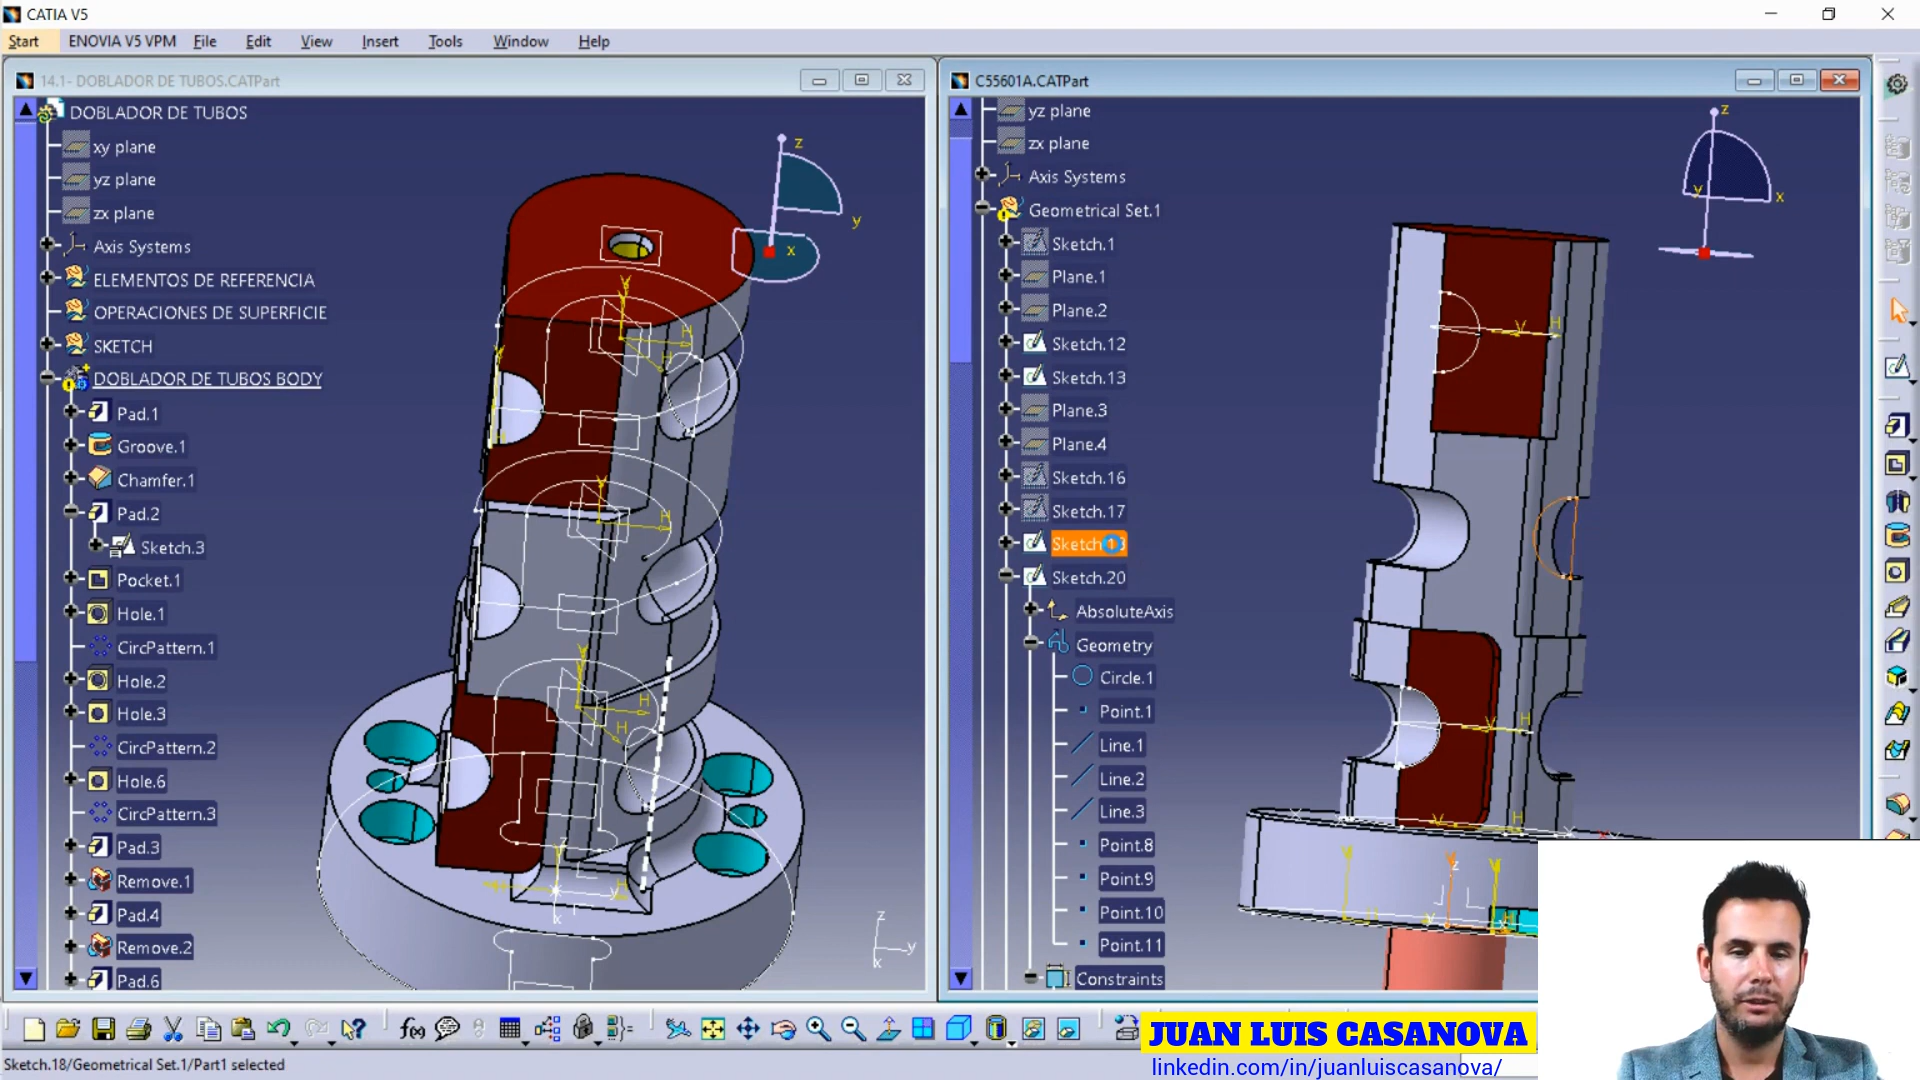 CATIA V5
Start ENOVIA V5 VPM File Edit View Insert Tools Window Help
14.1- DOBLADOR DE TUBOS.CATPart
DOBLADOR DE TUBOS
xy plane
yz plane
zx plane
Axis Systems
ELEMENTOS DE REFERENCIA
OPERACIONES DE SUPERFICIE
SKETCH
DOBLADOR DE TUBOS BODY
Pad.1
Groove.1
Chamfer.1
Pad.2
Sketch.3
Pocket.1
Hole.1
CircPattern.1
Hole.2
Hole.3
CircPattern.2
Hole.6
CircPattern.3
Pad.3
Remove.1
Pad.4
Remove.2
Pad.6
z
y
x
z
y
x
C55601A.CATPart
yz plane
zx plane
Axis Systems
Geometrical Set.1
Sketch.1
Plane.1
Plane.2
Sketch.12
Sketch.13
Plane.3
Plane.4
Sketch.16
Sketch.17
Sketch.20
AbsoluteAxis
Geometry
Circle.1
Point.1
Line.1
Line.2
Line.3
Point.8
Point.9
Point.10
Point.11
Constraints
z
y
x
JUAN LUIS CASANOVA
linkedin.com/in/juanluiscasanova/
Sketch.18/Geometrical Set.1/Part1 selected